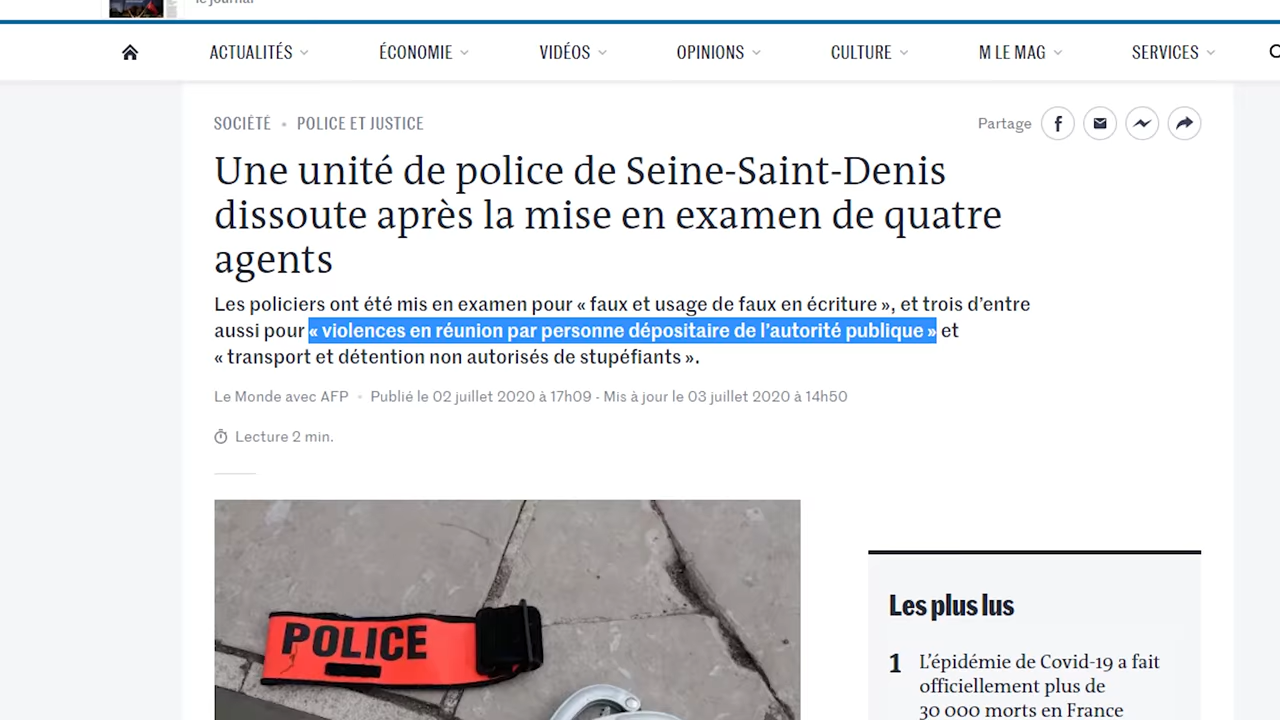 le journal
ACTUALITÉS ÉCONOMIE VIDÉOS OPINIONS CULTURE M LE MAG SERVICES
SOCIÉTÉ • POLICE ET JUSTICE
Partage
Une unité de police de Seine-Saint-Denis
dissoute après la mise en examen de quatre
agents
Les policiers ont été mis en examen pour « faux et usage de faux en écriture », et trois d’entre
aussi pour « violences en réunion par personne dépositaire de l’autorité publique » et
« transport et détention non autorisés de stupéfiants ».
Le Monde avec AFP • Publié le 02 juillet 2020 à 17h09 - Mis à jour le 03 juillet 2020 à 14h50
Lecture 2 min.
POLICE
Les plus lus
1 L’épidémie de Covid-19 a fait
officiellement plus de
30 000 morts en France